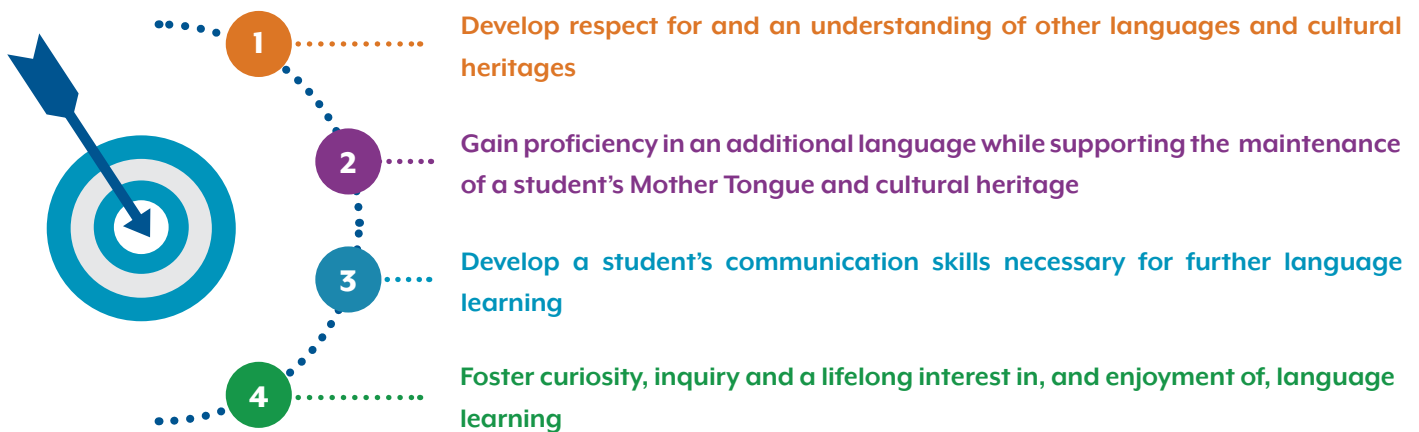 1
Develop respect for and an understanding of other languages and cultural
heritages
2
Gain proficiency in an additional language while supporting the maintenance
of a student’s Mother Tongue and cultural heritage
3
Develop a student’s communication skills necessary for further language
learning
4
Foster curiosity, inquiry and a lifelong interest in, and enjoyment of, language
learning